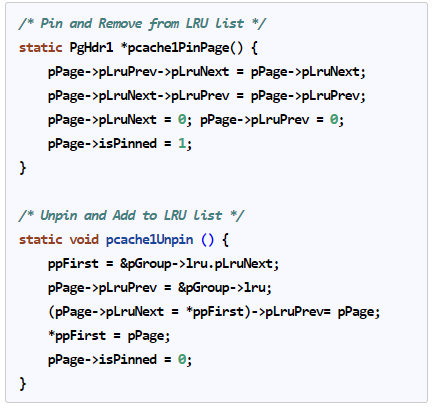 /* Pin and Remove from LRU list */
static PgHdr1 *pcache1PinPage() {
    pPage->pLruPrev->pLruNext = pPage->pLruNext;
    pPage->pLruNext->pLruPrev = pPage->pLruPrev;
    pPage->pLruNext = 0; pPage->pLruPrev = 0;
    pPage->isPinned = 1;
}

/* Unpin and Add to LRU list */
static void pcache1Unpin () {
    ppFirst = &pGroup->lru.pLruNext;
    pPage->pLruPrev = &pGroup->lru;
    (pPage->pLruNext = *ppFirst)->pLruPrev= pPage;
    *ppFirst = pPage;
    pPage->isPinned = 0;
}